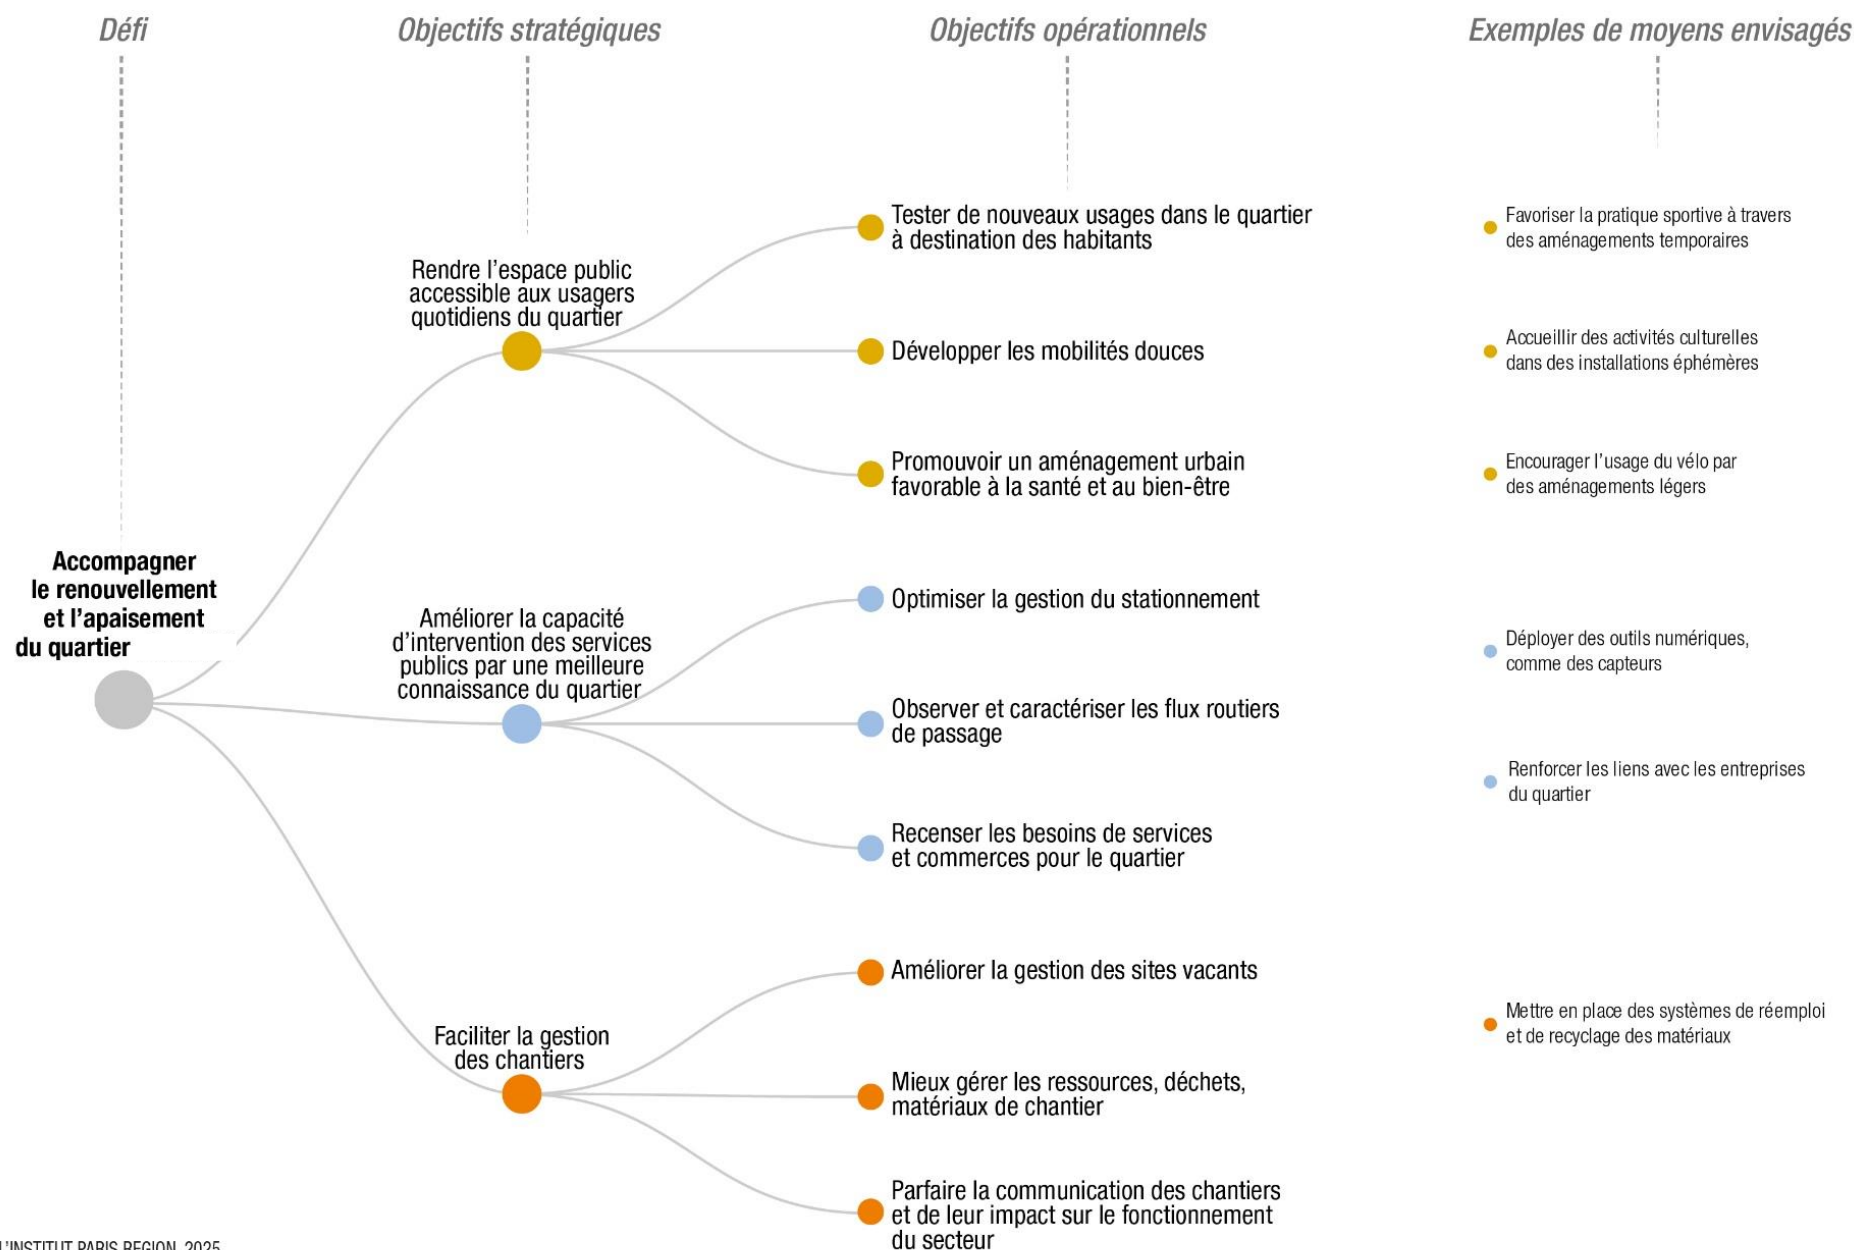 Défi
Objectifs stratégiques
Objectifs opérationnels
Exemples de moyens envisagés
Accompagner
le renouvellement
et l'apaisement
du quartier
Rendre l'espace public
accessible aux usagers
quotidiens du quartier
Tester de nouveaux usages dans le quartier
à destination des habitants
Développer les mobilités douces
Promouvoir un aménagement urbain
favorable à la santé et au bien-être
Favoriser la pratique sportive à travers
des aménagements temporaires
Accueillir des activités culturelles
dans des installations éphémères
Encourager l'usage du vélo par
des aménagements légers
Améliorer la capacité
d'intervention des services
publics par une meilleure
connaissance du quartier
Optimiser la gestion du stationnement
Observer et caractériser les flux routiers
de passage
Recenser les besoins de services
et commerces pour le quartier
Déployer des outils numériques,
comme des capteurs
Renforcer les liens avec les entreprises
du quartier
Faciliter la gestion
des chantiers
Améliorer la gestion des sites vacants
Mieux gérer les ressources, déchets,
matériaux de chantier
Parfaire la communication des chantiers
et de leur impact sur le fonctionnement
du secteur
Mettre en place des systèmes de réemploi
et de recyclage des matériaux
L'INSTITUT PARIS REGION, 2025